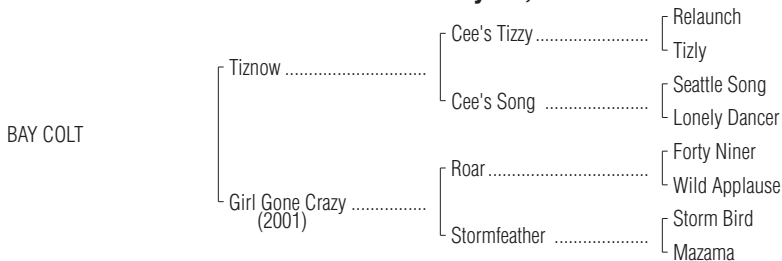 Relaunch
Cee's Tizzy
Tizly
Tiznow
Seattle Song
Cee's Song
Lonely Dancer
BAY COLT
Forty Niner
Roar
Wild Applause
Girl Gone Crazy
(2001)
Storm Bird
Stormfeather
Mazama